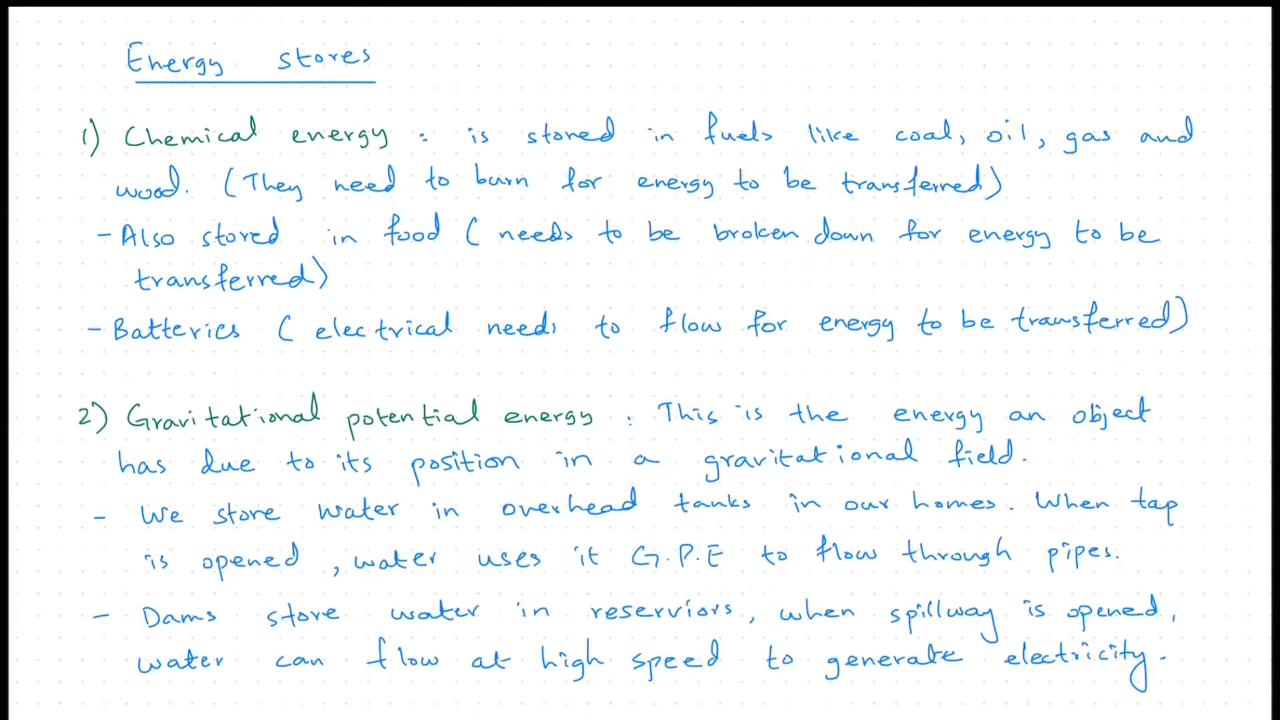 Energy stores
1) Chemical energy : is stored in fuels like coal, oil, gas and
wood. (They need to burn for energy to be transferred)
- Also stored in food (needs to be broken down for energy to be
transferred)
- Batteries (electrical needs to flow for energy to be transferred)
2) Gravitational potential energy : This is the energy an object
has due to its position in a gravitational field.
- We store water in overhead tanks in our homes. When tap
is opened, water uses it G.P.E to flow through pipes.
- Dams store water in reserviors, when spillway is opened,
water can flow at high speed to generate electricity.